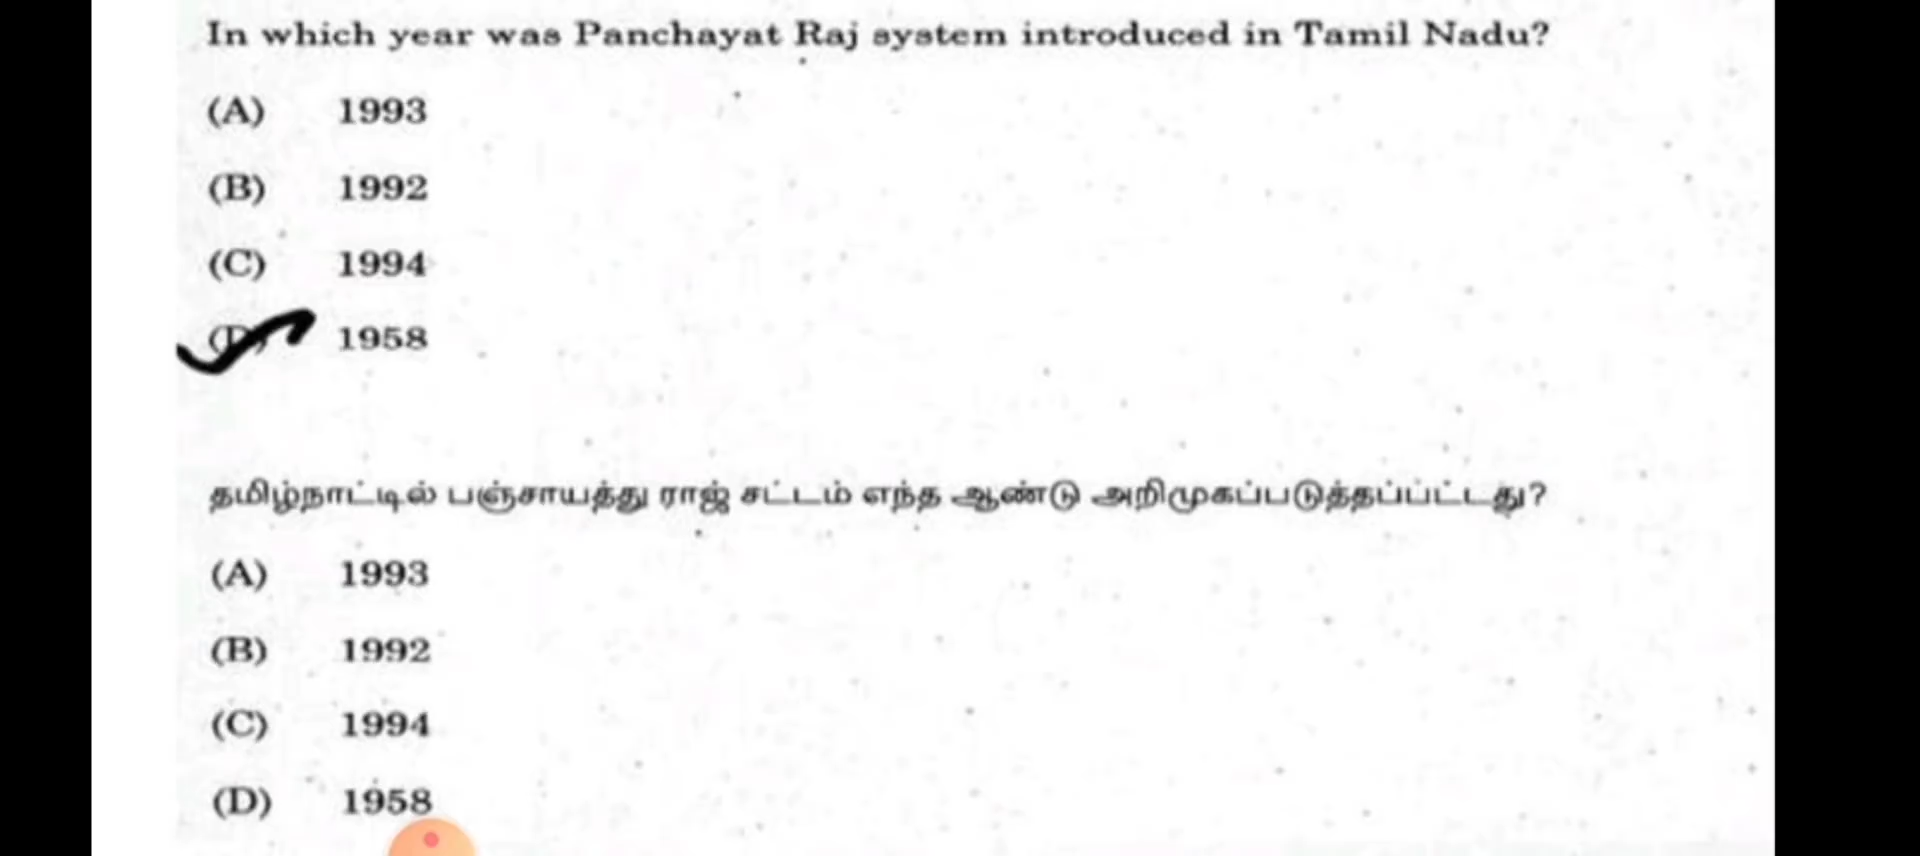 In which year was Panchayat Raj system introduced in Tamil Nadu?
(A) 1993
(B) 1992
(C) 1994
(D) 1958
தமிழ்நாட்டில் பஞ்சாயத்து ராஜ் சட்டம் எந்த ஆண்டு அறிமுகப்படுத்தப்பட்டது?
(A) 1993
(B) 1992
(C) 1994
(D) 1958